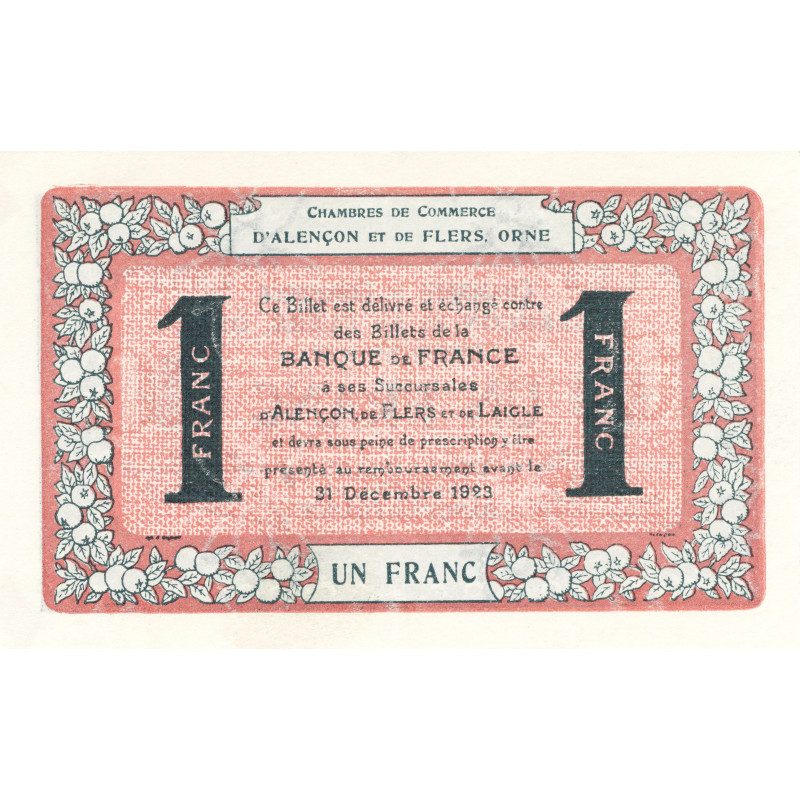 CHAMBRES DE COMMERCE
D'ALENÇON ET DE FLERS, ORNE
1 FRANC
Ce Billet est délivré et échangé contre
des Billets de la
BANQUE DE FRANCE
à ses Succursales
D'ALENÇON, DE FLERS ET DE LAIGLE
et devra sous peine de prescription y être
présenté au remboursement avant le
31 Décembre 1923
1 FRANC
UN FRANC